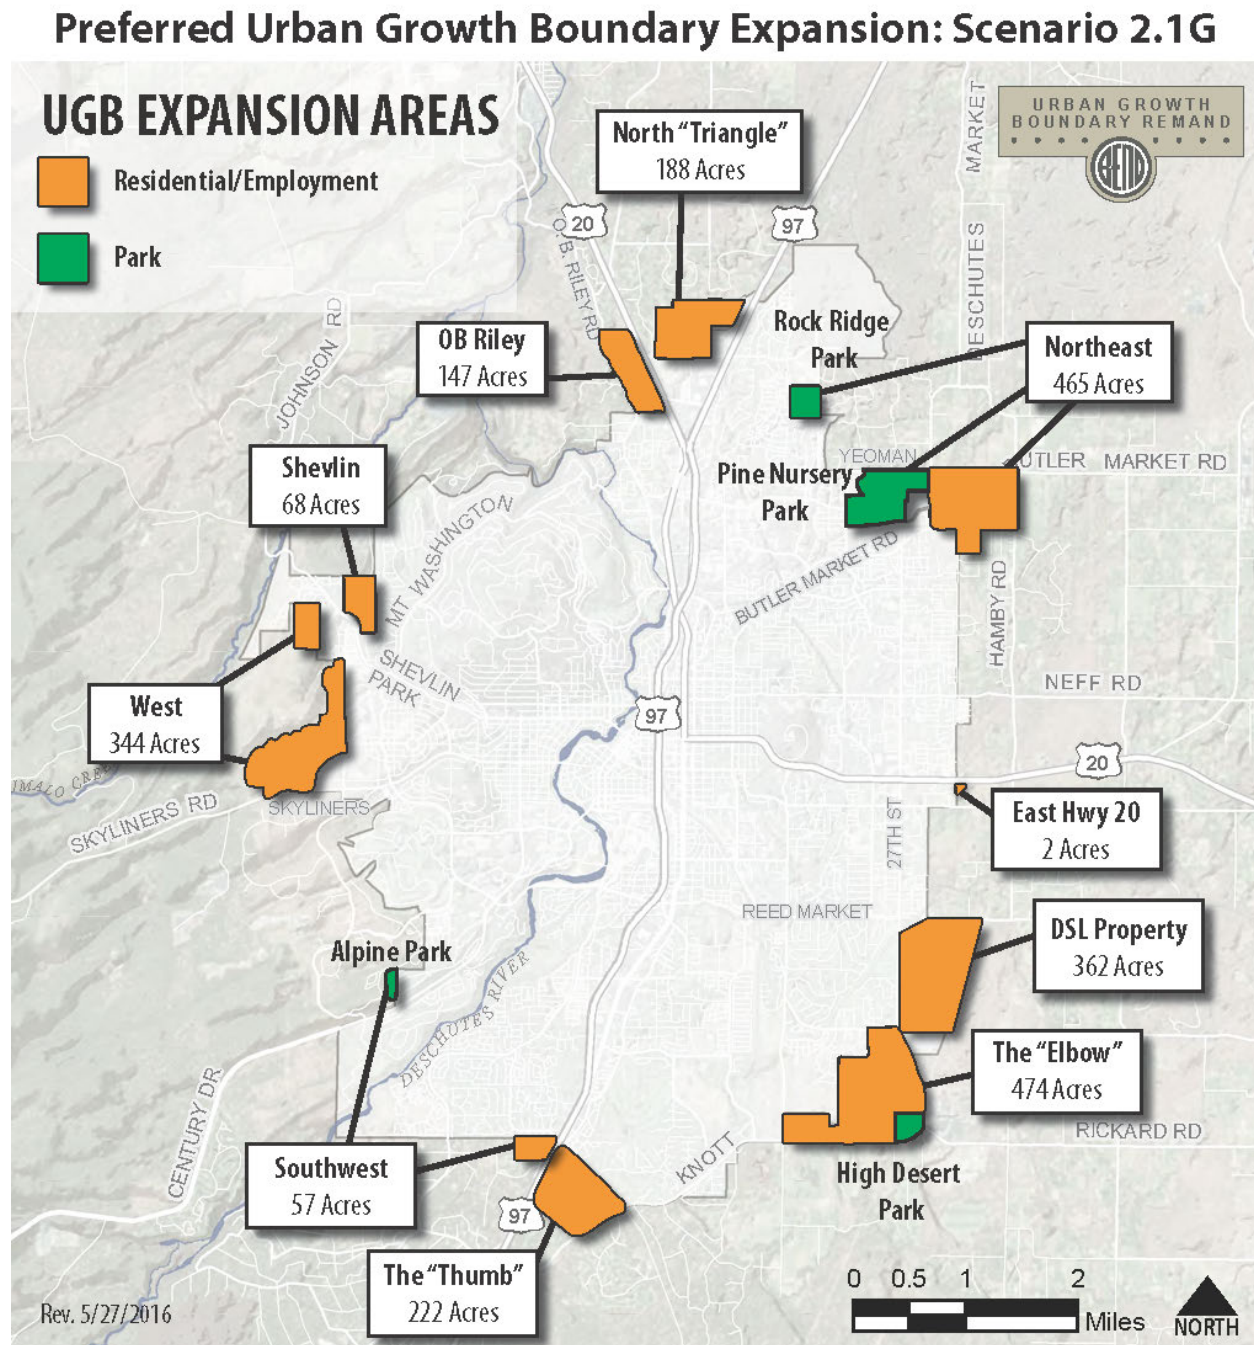 Preferred Urban Growth Boundary Expansion: Scenario 2.1G
UGB EXPANSION AREAS
Residential/Employment
Park
URBAN GROWTH
BOUNDARY REMAND
BEND
North “Triangle”
188 Acres
20
97
O. B. RILEY RD
DESCHUTES MARKET
JOHNSON RD
OB Riley
147 Acres
Rock Ridge
Park
Northeast
465 Acres
Shevlin
68 Acres
YEOMAN
BUTLER MARKET RD
Pine Nursery
Park
MT WASHINGTON
BUTLER MARKET RD
HAMBY RD
SHEVLIN
PARK
NEFF RD
West
344 Acres
97
20
SKYLINERS RD
SKYLINERS
East Hwy 20
2 Acres
27TH ST
REED MARKET
DSL Property
362 Acres
Alpine Park
DESCHUTES RIVER
The “Elbow”
474 Acres
CENTURY DR
RICKARD RD
KNOTT
Southwest
57 Acres
High Desert
Park
97
The “Thumb”
222 Acres
0 0.5 1 2
Miles
NORTH
Rev. 5/27/2016